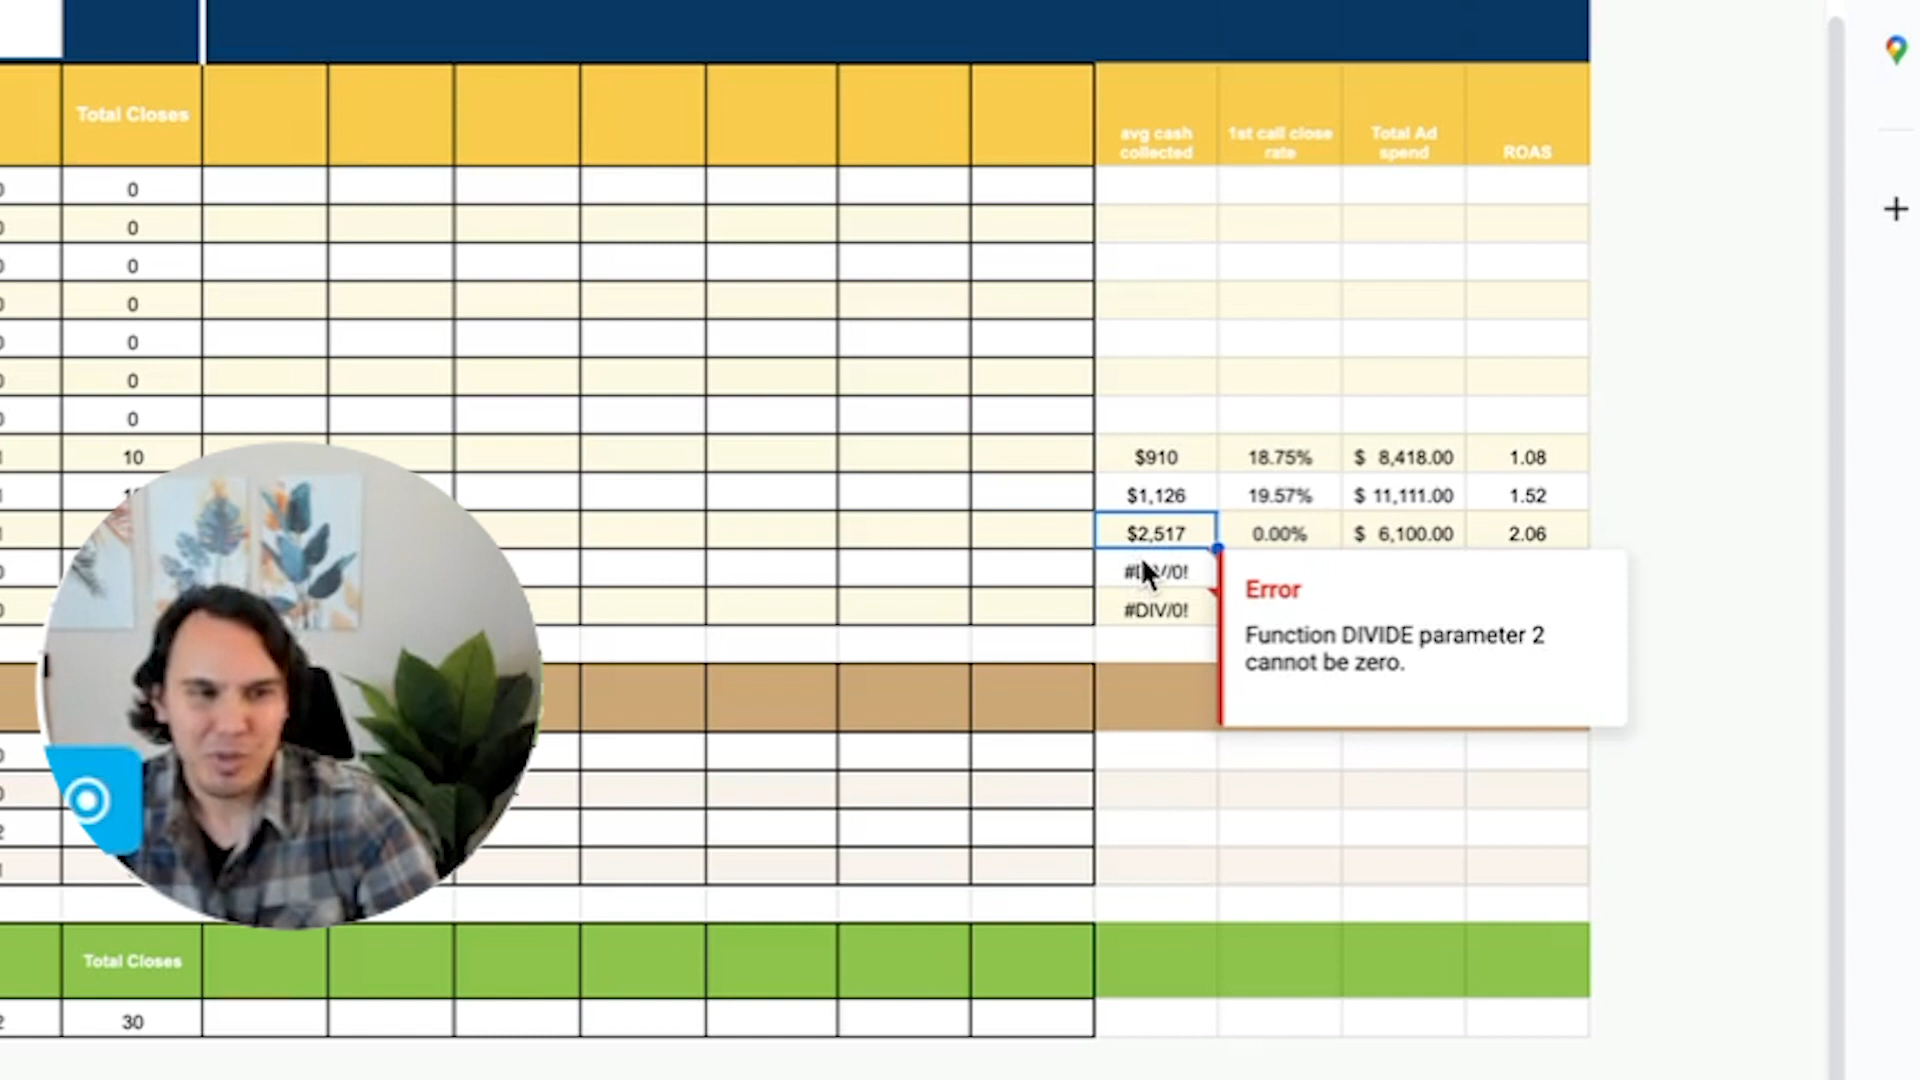 Total Closes
avg cash
collected
1st call close
rate
Total Ad
spend
ROAS
0
0
0
0
0
0
0
10 $910 18.75% $ 8,418.00 1.08
$1,126 19.57% $ 11,111.00 1.52
$2,517 0.00% $ 6,100.00 2.06
#DIV/0!
Error
Function DIVIDE parameter 2
cannot be zero.
Total Closes
2 30